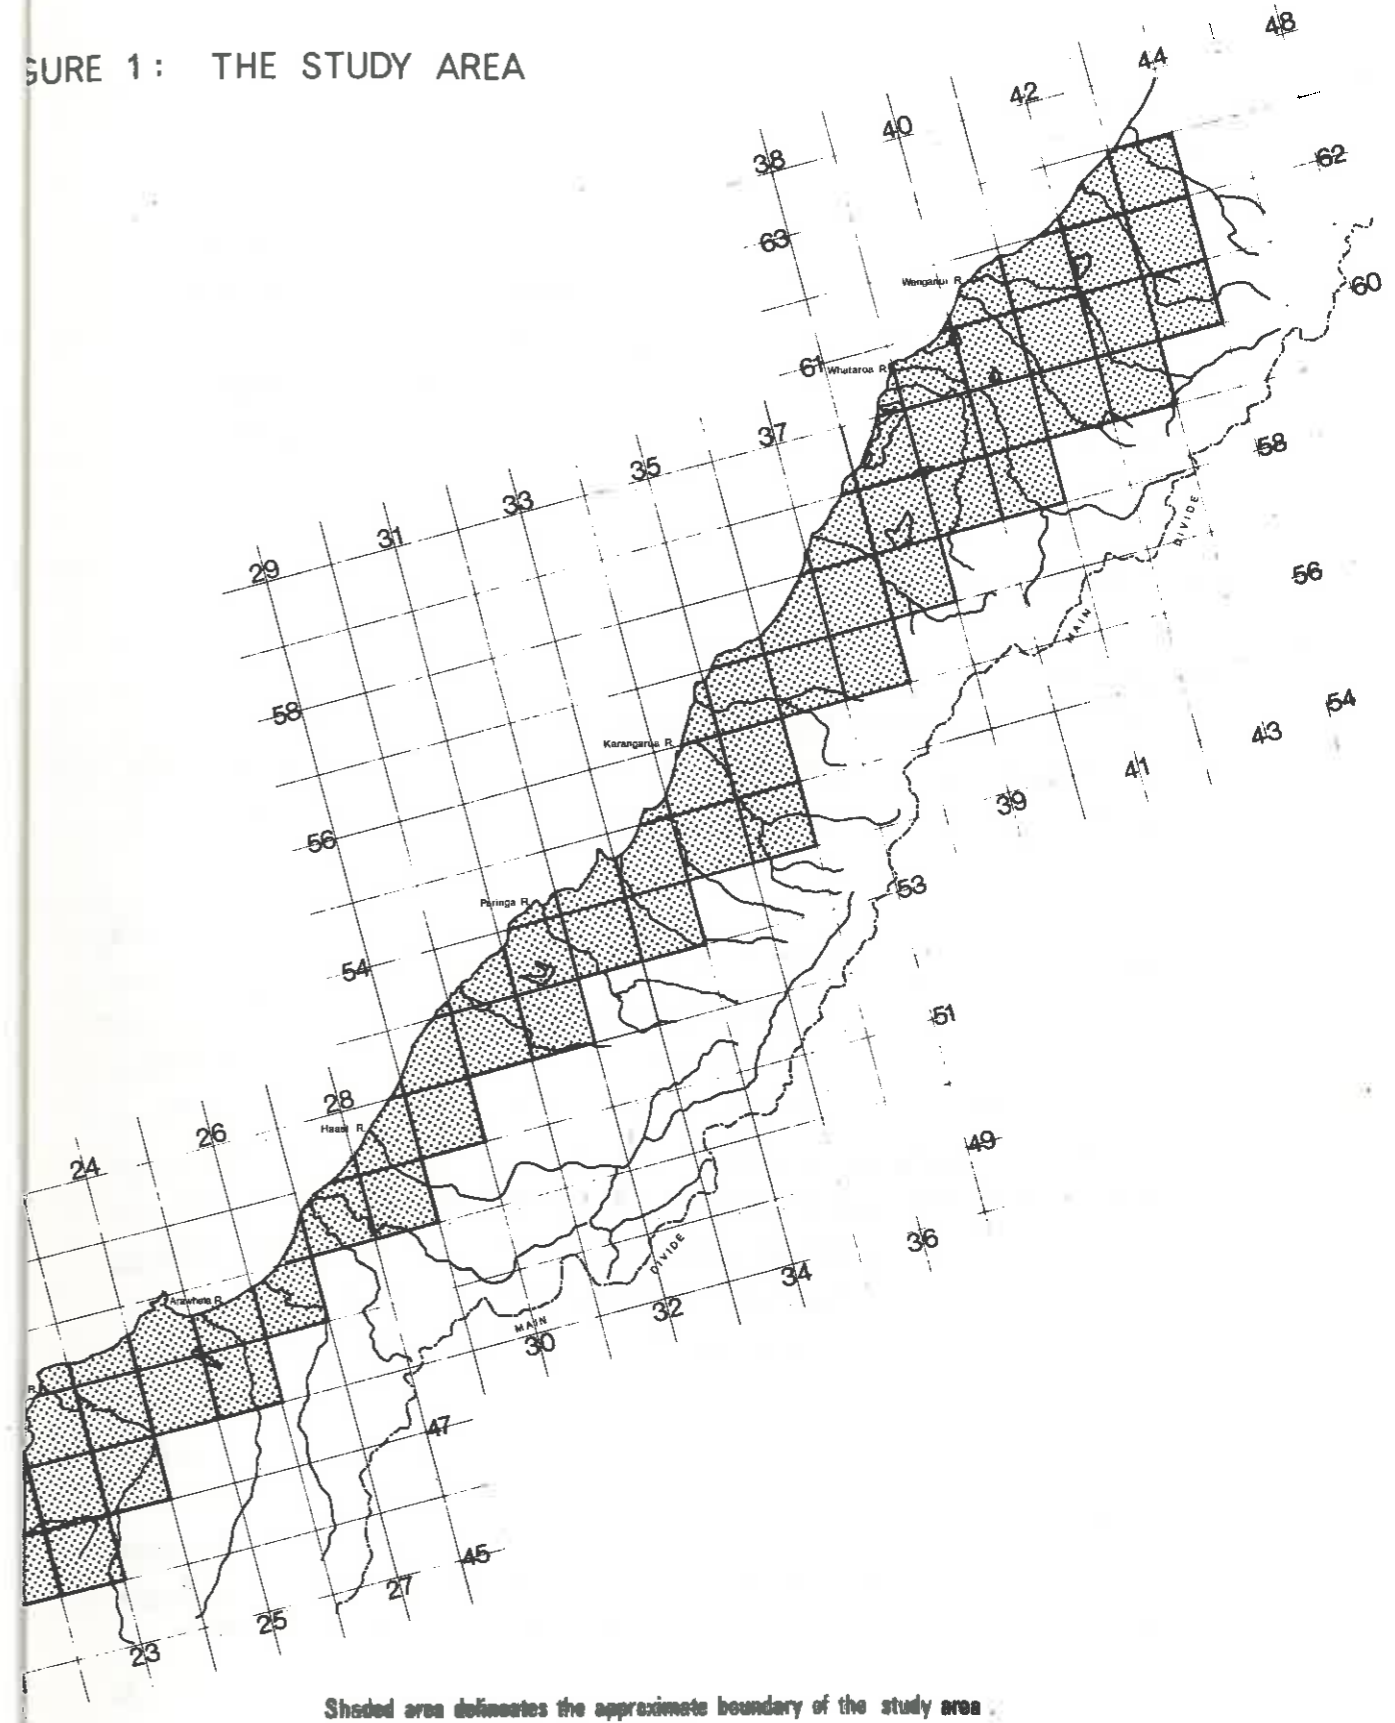 GURE 1: THE STUDY AREA
48
44
42
40
38
62
63
60
Wanganui R.
61
Whataroa R.
37
58
35
33
31
DIVIDE
29
56
MAIN
58
54
43
Karangarua R.
41
39
56
53
Paringa R.
54
51
28
Haast R.
26
49
24
36
DIVIDE
34
Arawhata R.
32
MAIN
30
R.
47
45
27
25
23
Shaded area delineates the approximate boundary of the study area